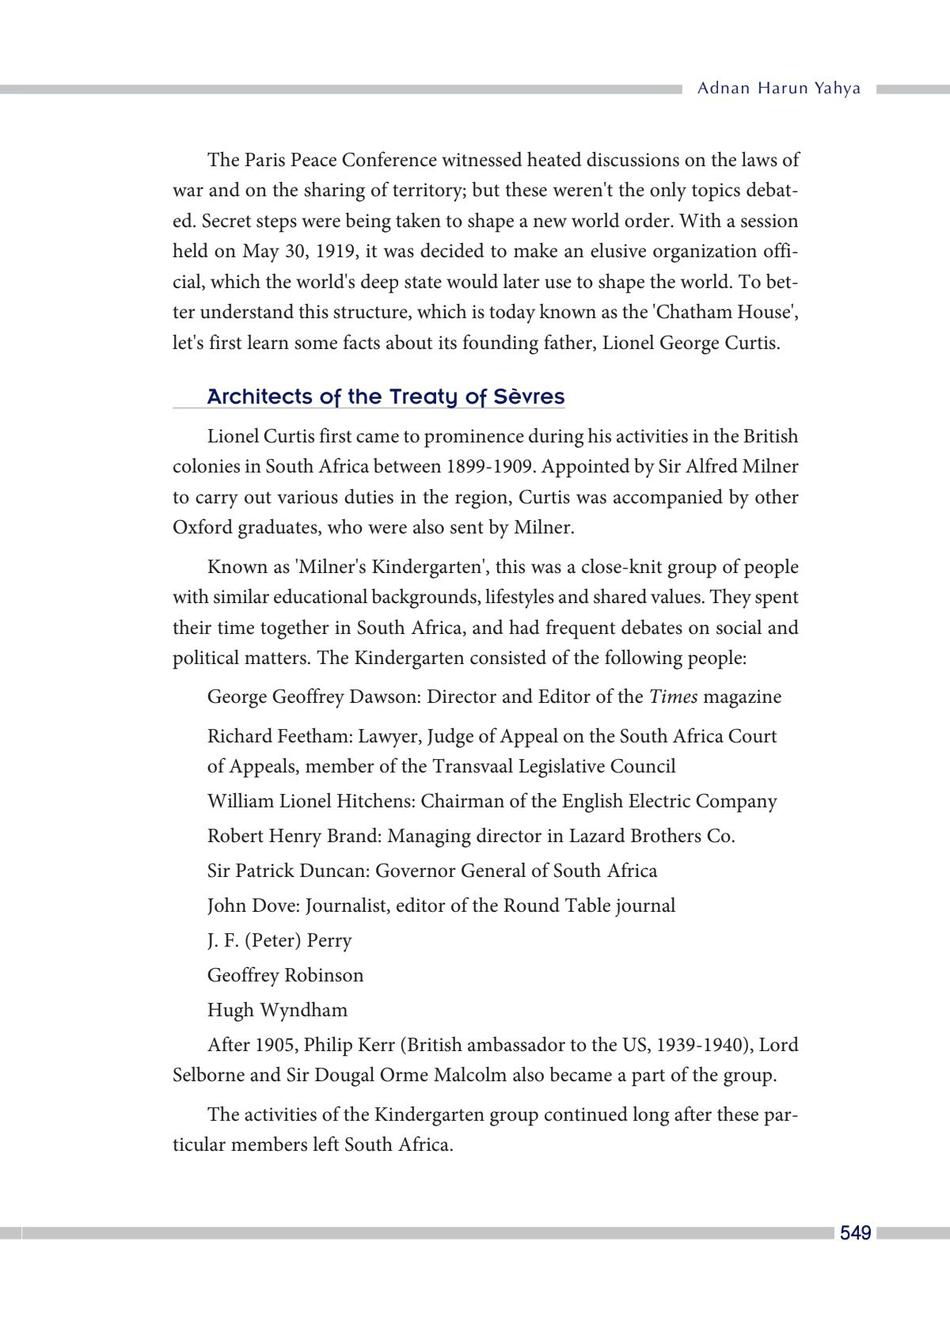 Adnan Harun Yahya
The Paris Peace Conference witnessed heated discussions on the laws of
war and on the sharing of territory; but these weren't the only topics debat-
ed. Secret steps were being taken to shape a new world order. With a session
held on May 30, 1919, it was decided to make an elusive organization offi-
cial, which the world's deep state would later use to shape the world. To bet-
ter understand this structure, which is today known as the 'Chatham House',
let's first learn some facts about its founding father, Lionel George Curtis.
Architects of the Treaty of Sèvres
Lionel Curtis first came to prominence during his activities in the British
colonies in South Africa between 1899-1909. Appointed by Sir Alfred Milner
to carry out various duties in the region, Curtis was accompanied by other
Oxford graduates, who were also sent by Milner.
Known as 'Milner's Kindergarten', this was a close-knit group of people
with similar educational backgrounds, lifestyles and shared values. They spent
their time together in South Africa, and had frequent debates on social and
political matters. The Kindergarten consisted of the following people:
George Geoffrey Dawson: Director and Editor of the Times magazine
Richard Feetham: Lawyer, Judge of Appeal on the South Africa Court
of Appeals, member of the Transvaal Legislative Council
William Lionel Hitchens: Chairman of the English Electric Company
Robert Henry Brand: Managing director in Lazard Brothers Co.
Sir Patrick Duncan: Governor General of South Africa
John Dove: Journalist, editor of the Round Table journal
J. F. (Peter) Perry
Geoffrey Robinson
Hugh Wyndham
After 1905, Philip Kerr (British ambassador to the US, 1939-1940), Lord
Selborne and Sir Dougal Orme Malcolm also became a part of the group.
The activities of the Kindergarten group continued long after these par-
ticular members left South Africa.
549